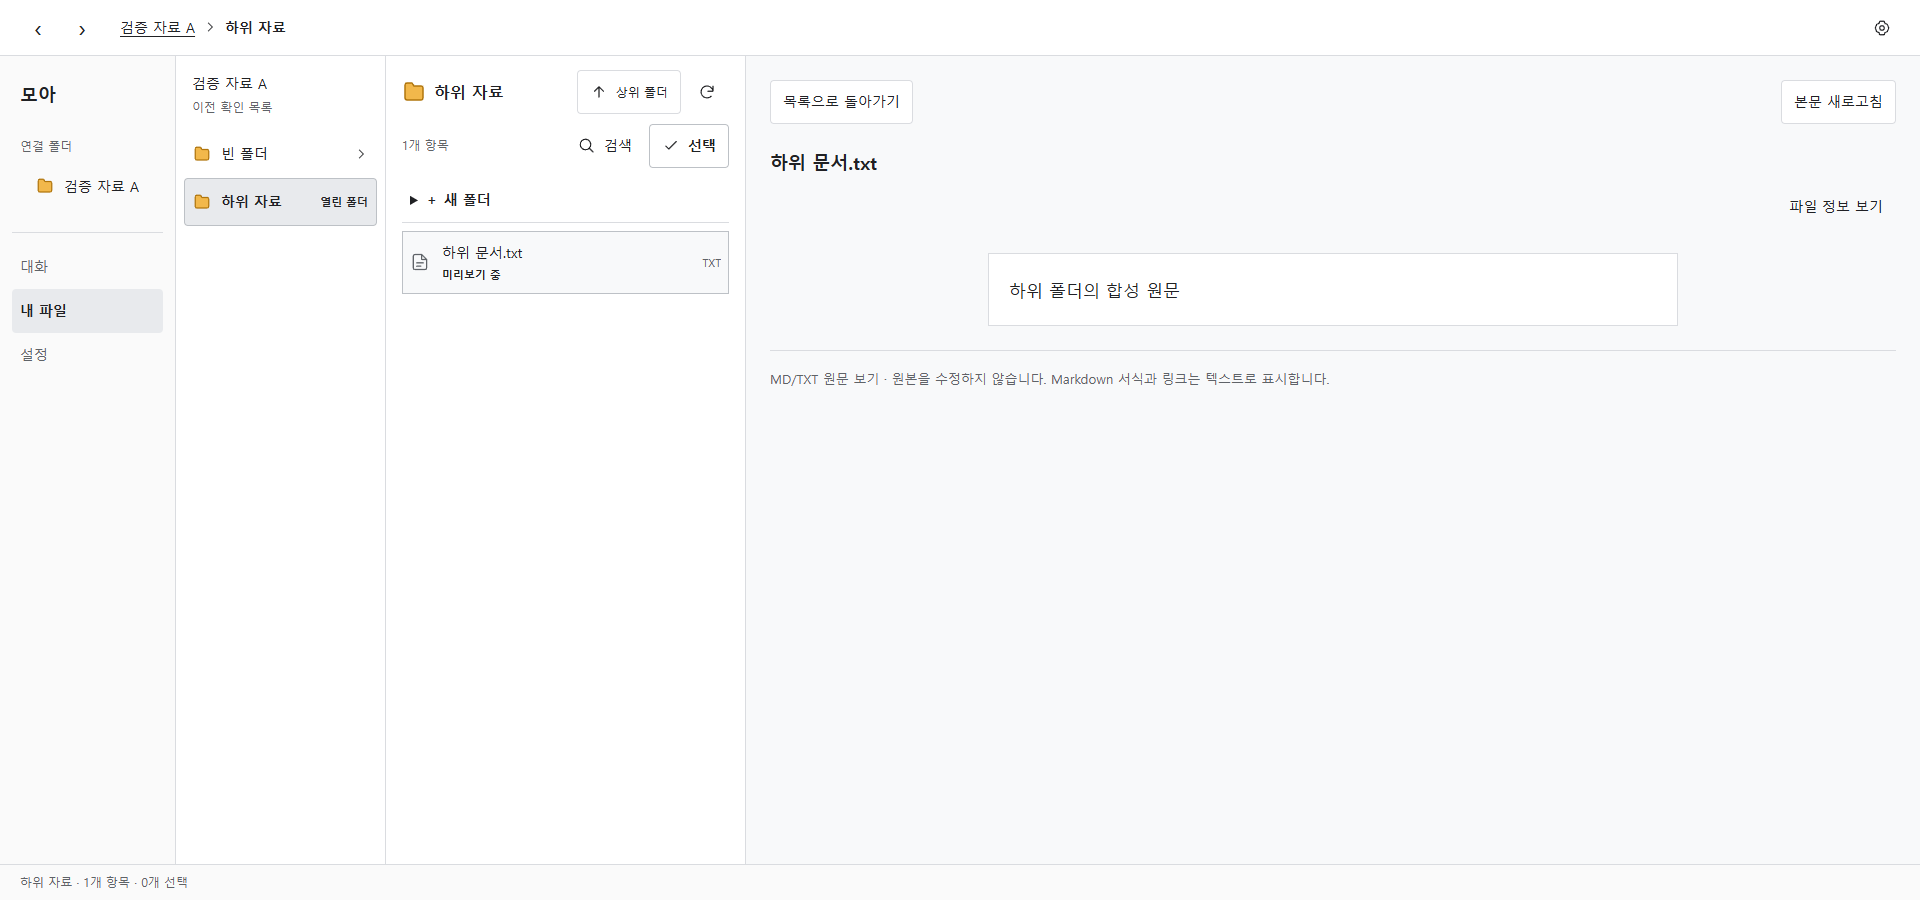 검증 자료 A > 하위 자료
모아
연결 폴더
검증 자료 A
대화
내 파일
설정
검증 자료 A
이전 확인 목록
빈 폴더
하위 자료 열린 폴더
하위 자료
상위 폴더
1개 항목
검색
선택
+ 새 폴더
하위 문서.txt
미리보기 중
TXT
목록으로 돌아가기
본문 새로고침
하위 문서.txt
파일 정보 보기
하위 폴더의 합성 원문
MD/TXT 원문 보기 · 원본을 수정하지 않습니다. Markdown 서식과 링크는 텍스트로 표시합니다.
하위 자료 · 1개 항목 · 0개 선택